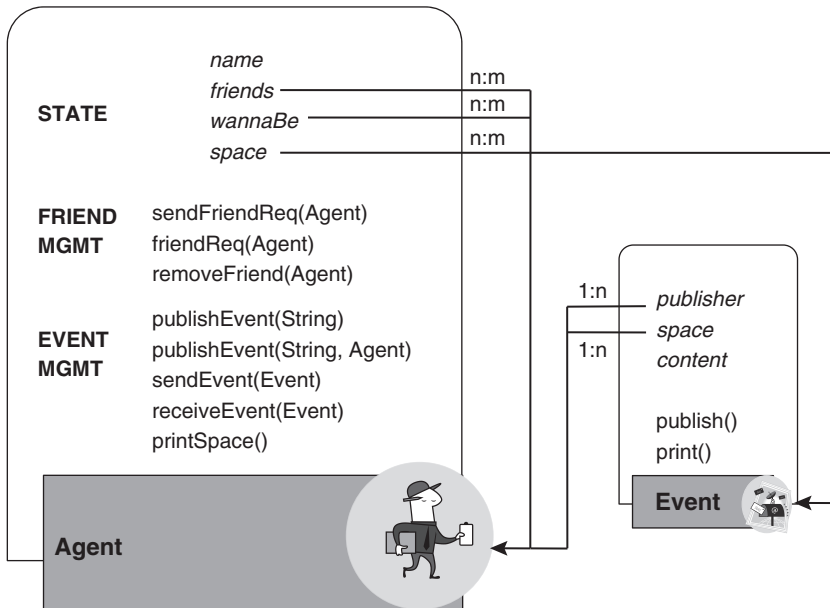 STATE
name
friends
wannaBe
space
n:m
n:m
n:m
FRIEND
MGMT
sendFriendReq(Agent)
friendReq(Agent)
removeFriend(Agent)
EVENT
MGMT
publishEvent(String)
publishEvent(String, Agent)
sendEvent(Event)
receiveEvent(Event)
printSpace()
Agent
1:n
1:n
publisher
space
content
publish()
print()
Event